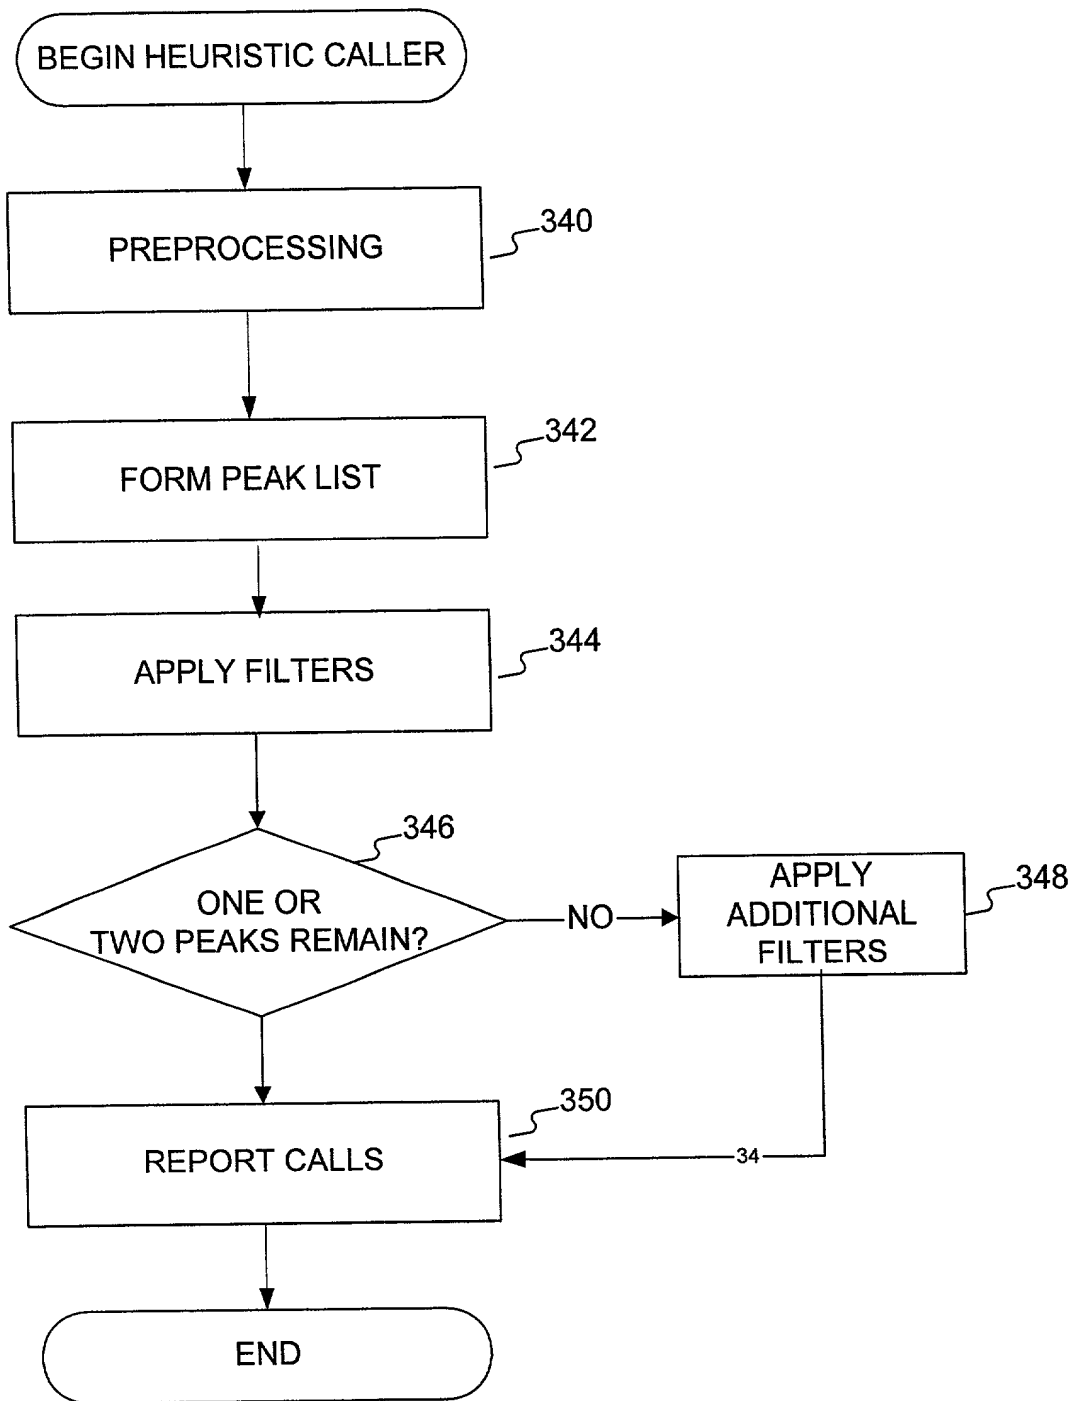 BEGIN HEURISTIC CALLER
PREPROCESSING
340
FORM PEAK LIST
342
APPLY FILTERS
344
ONE OR
TWO PEAKS REMAIN?
346
NO
APPLY
ADDITIONAL
FILTERS
348
REPORT CALLS
350
34
END